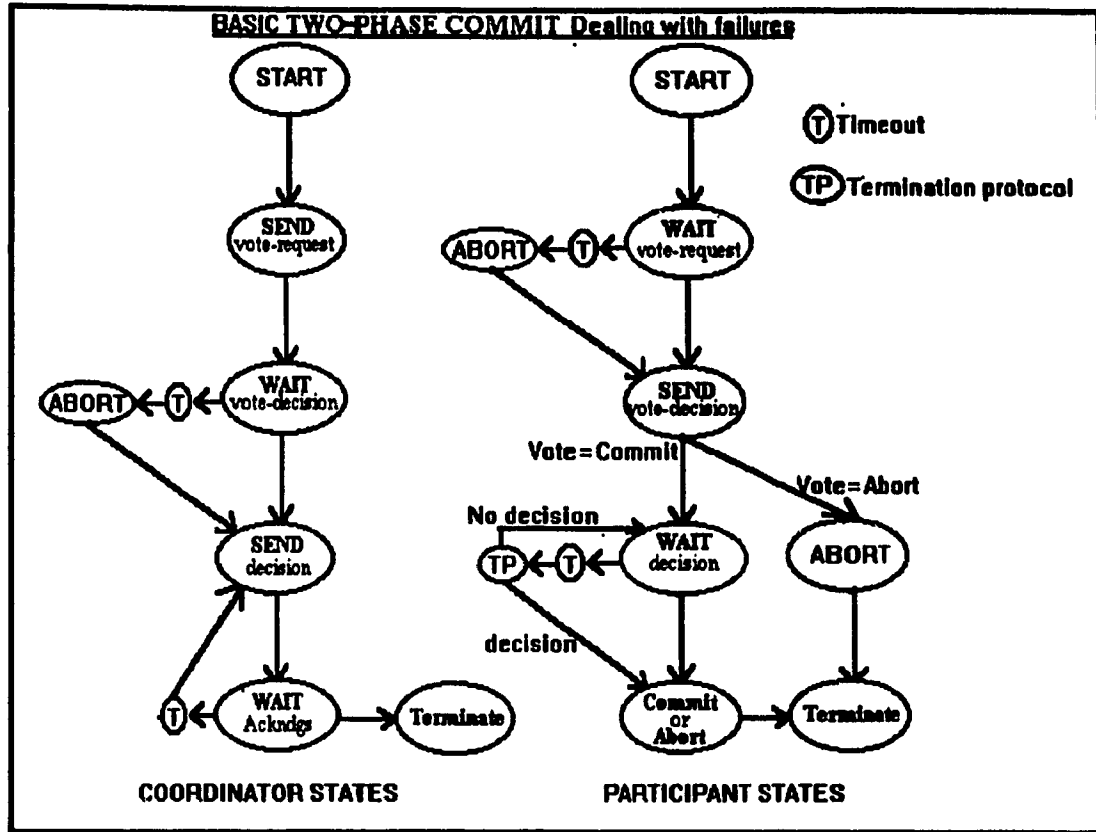 BASIC TWO-PHASE COMMIT Dealing with failures
START
SEND
vote-request
WAIT
vote-decision
T
ABORT
SEND
decision
WAIT
Ackndgs
T
Terminate
COORDINATOR STATES
START
T Timeout
TP Termination protocol
WAIT
vote-request
T
ABORT
SEND
vote-decision
Vote=Commit
Vote=Abort
No decision
WAIT
decision
T
TP
ABORT
decision
Commit
or
Abort
Terminate
PARTICIPANT STATES